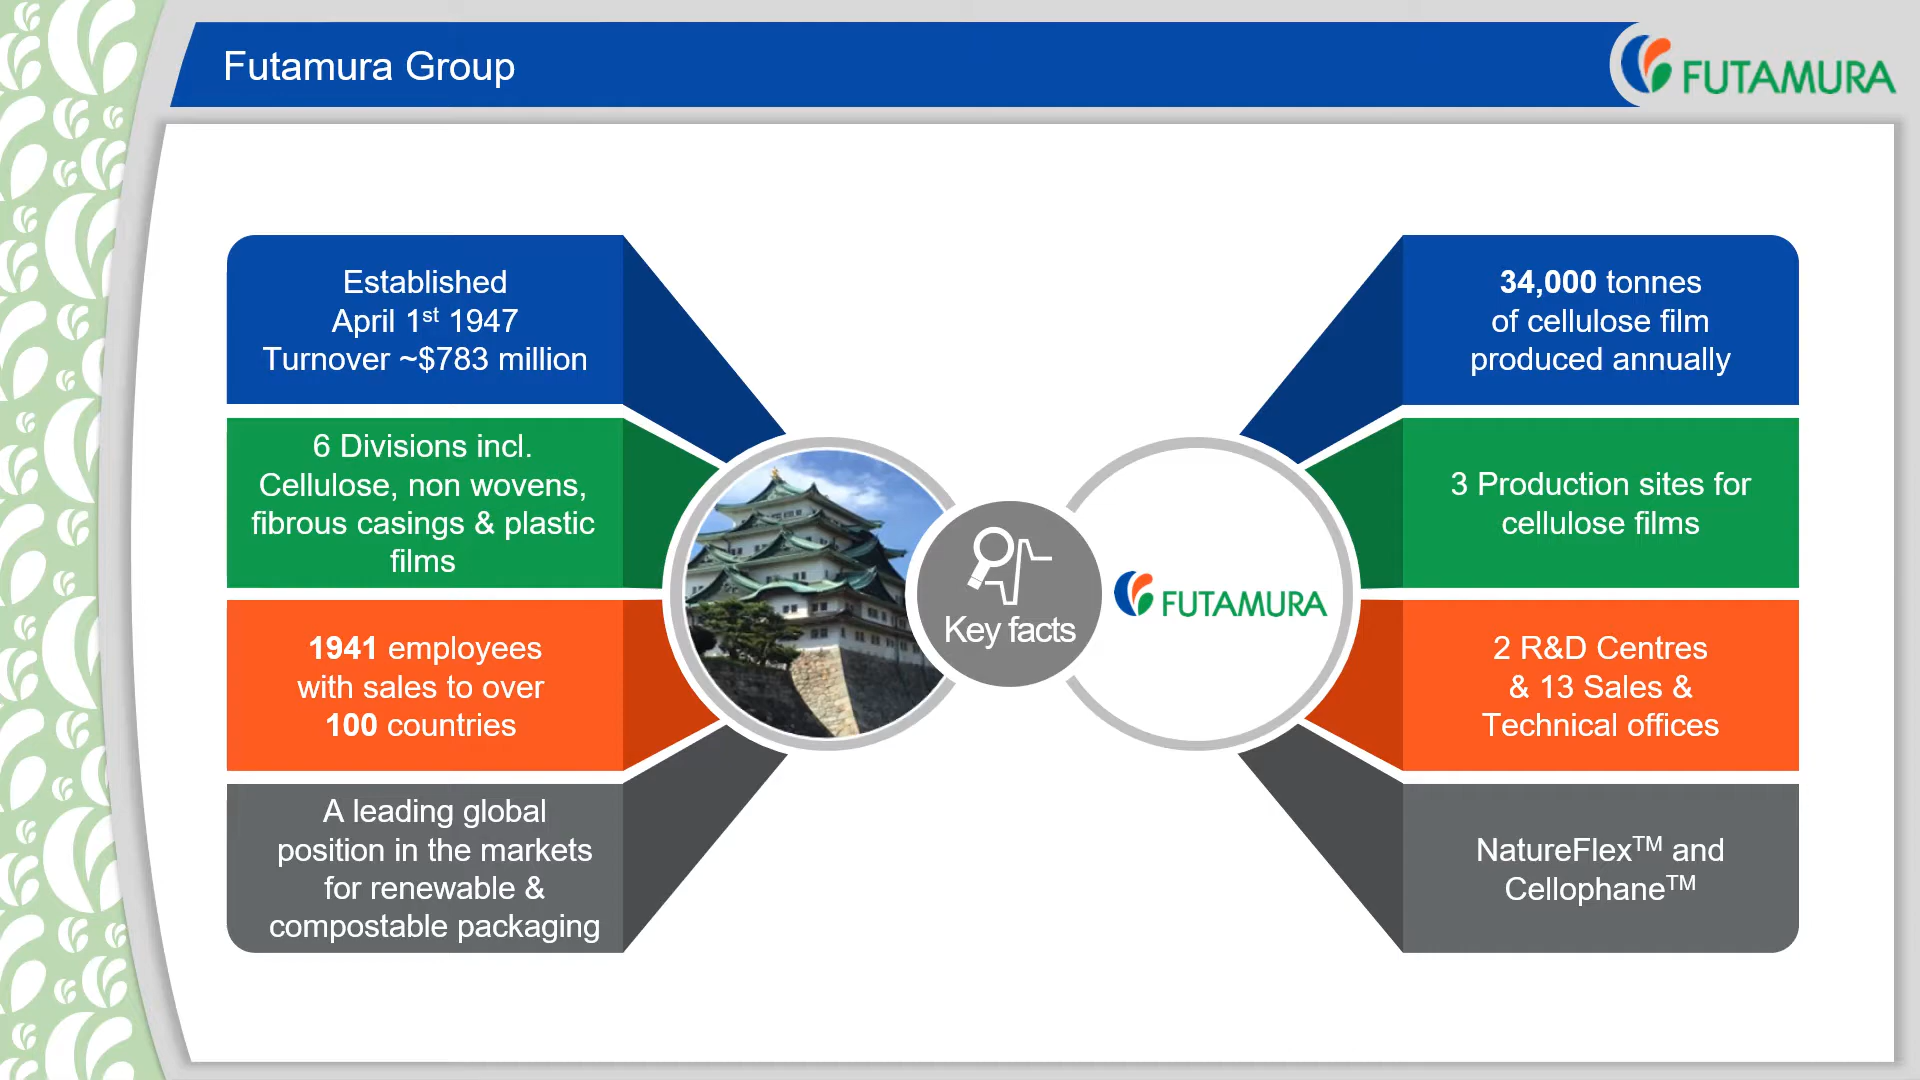 Futamura Group
FUTAMURA
Established
April 1st 1947
Turnover ~$783 million
6 Divisions incl.
Cellulose, non wovens,
fibrous casings & plastic
films
1941 employees
with sales to over
100 countries
A leading global
position in the markets
for renewable &
compostable packaging
Key facts
FUTAMURA
34,000 tonnes
of cellulose film
produced annually
3 Production sites for
cellulose films
2 R&D Centres
& 13 Sales &
Technical offices
NatureFlex™ and
Cellophane™